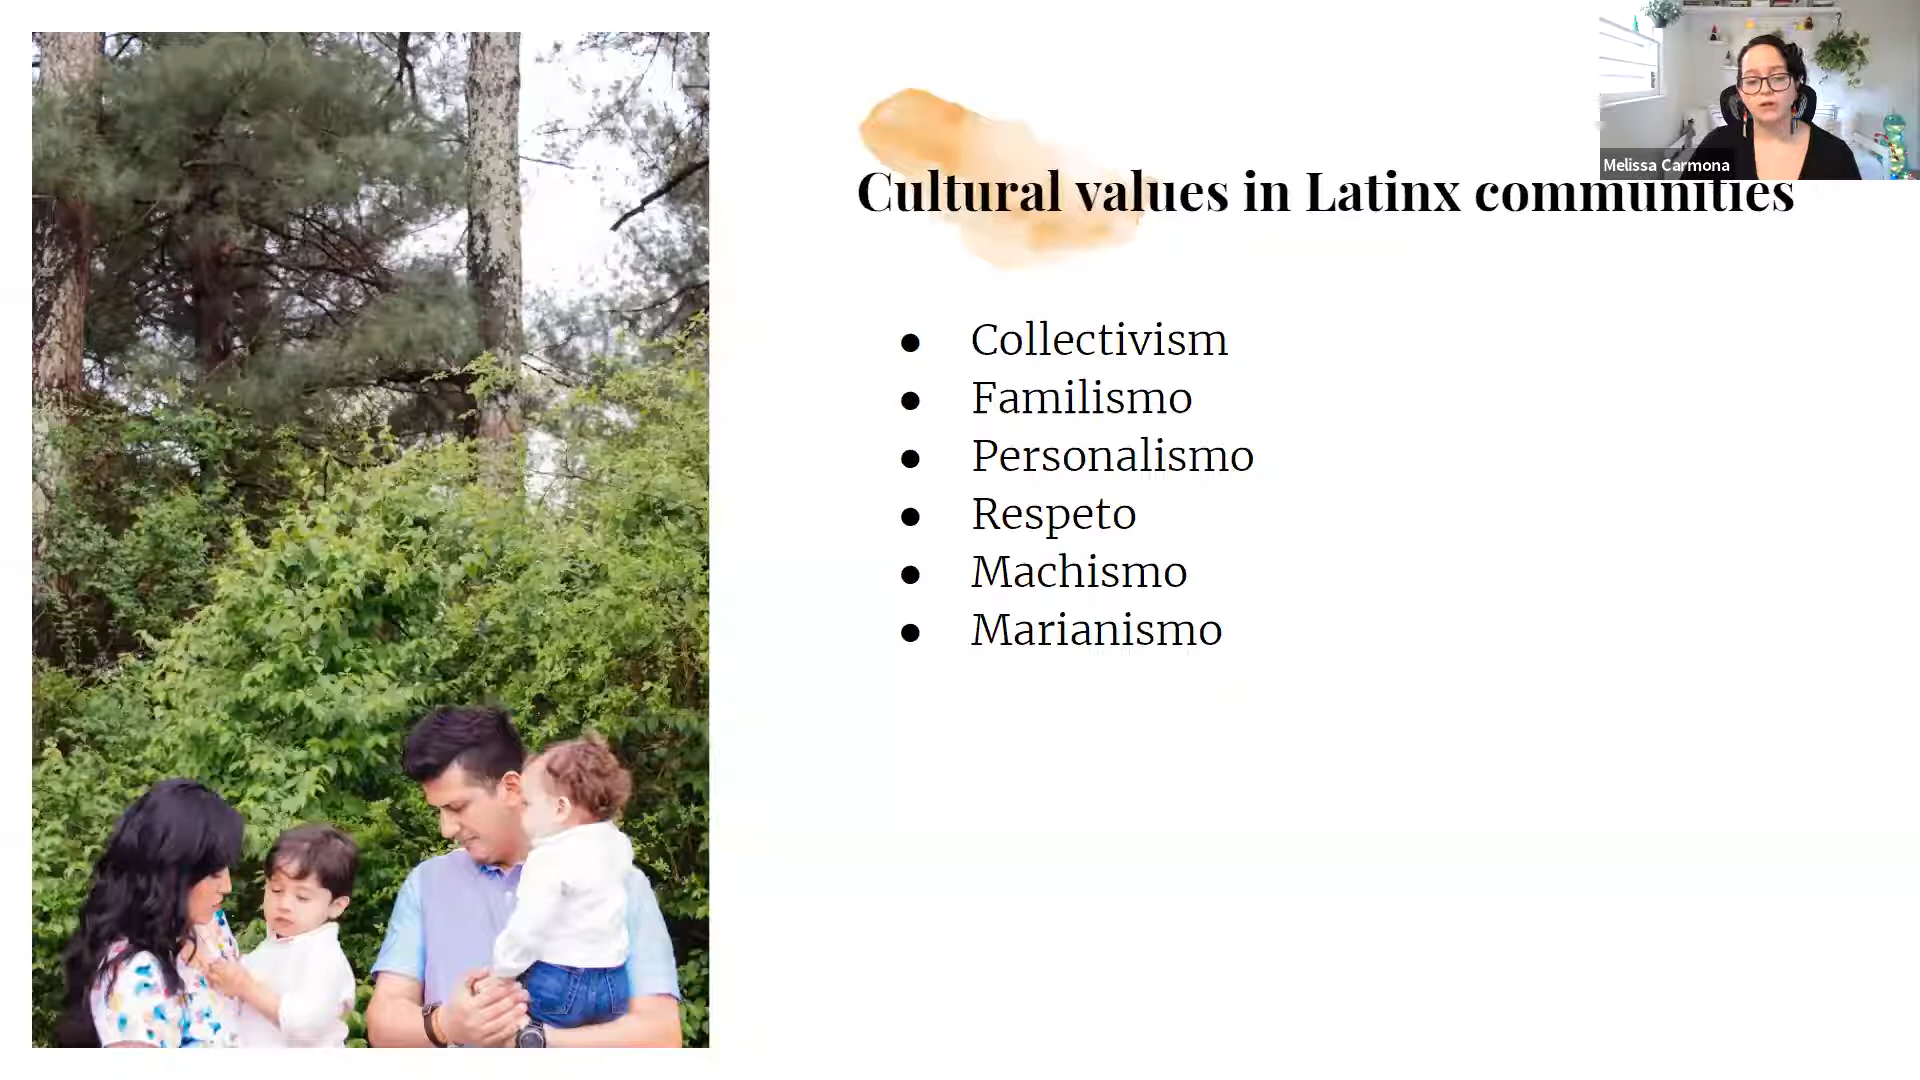 Melissa Carmona
Cultural values in Latinx communities
● Collectivism
● Familismo
● Personalismo
● Respeto
● Machismo
● Marianismo